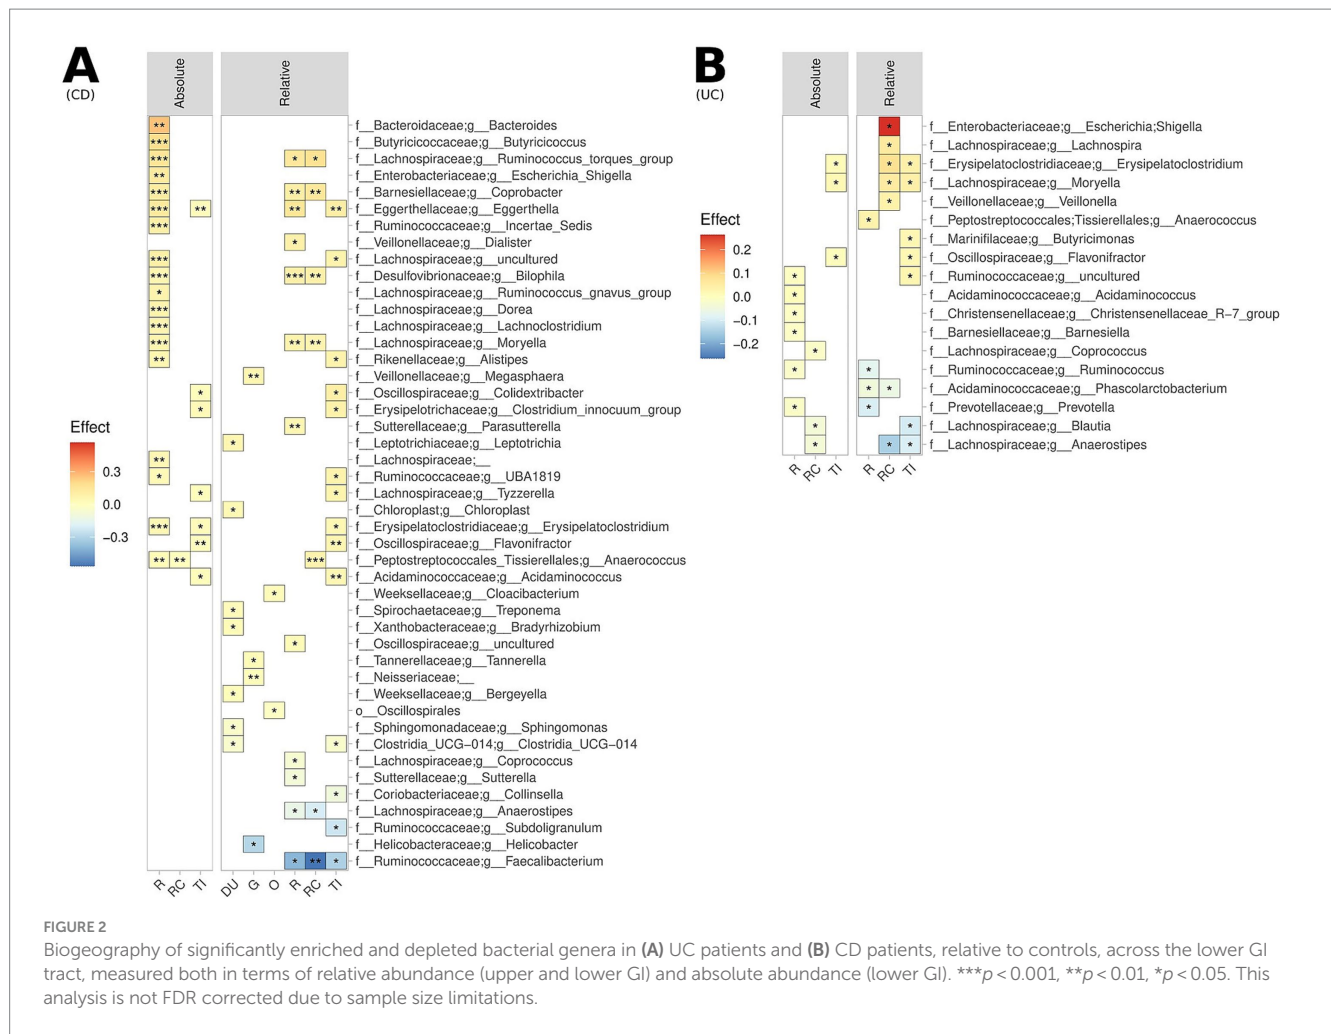 A
(CD)
Absolute
Relative
** f__Bacteroidaceae;g__Bacteroides
*** f__Butyricicoccaceae;g__Butyricicoccus
*** * * f__Lachnospiraceae;g__Ruminococcus_torques_group
** f__Enterobacteriaceae;g__Escherichia_Shigella
*** ** ** f__Barnesiellaceae;g__Coprobacter
*** ** ** ** f__Eggerthellaceae;g__Eggerthella
*** f__Ruminococcaceae;g__Incertae_Sedis
* f__Veillonellaceae;g__Dialister
*** * f__Lachnospiraceae;g__uncultured
*** *** ** f__Desulfovibrionaceae;g__Bilophila
* f__Lachnospiraceae;g__Ruminococcus_gnavus_group
*** f__Lachnospiraceae;g__Dorea
*** f__Lachnospiraceae;g__Lachnoclostridium
*** ** ** f__Lachnospiraceae;g__Moryella
** * f__Rikenellaceae;g__Alistipes
** f__Veillonellaceae;g__Megasphaera
* * f__Oscillospiraceae;g__Colidextribacter
* * f__Erysipelotrichaceae;g__Clostridium_innocuum_group
** f__Sutterellaceae;g__Parasutterella
* f__Leptotrichiaceae;g__Leptotrichia
** f__Lachnospiraceae;__
* * f__Ruminococcaceae;g__UBA1819
* * f__Lachnospiraceae;g__Tyzzerella
* f__Chloroplast;g__Chloroplast
*** * * f__Erysipelatoclostridiaceae;g__Erysipelatoclostridium
** ** f__Oscillospiraceae;g__Flavonifractor
** ** *** f__Peptostreptococcales_Tissierellales;g__Anaerococcus
* ** f__Acidaminococcaceae;g__Acidaminococcus
* f__Weeksellaceae;g__Cloacibacterium
* f__Spirochaetaceae;g__Treponema
* f__Xanthobacteraceae;g__Bradyrhizobium
* f__Oscillospiraceae;g__uncultured
* f__Tannerellaceae;g__Tannerella
** f__Neisseriaceae;__
* f__Weeksellaceae;g__Bergeyella
* o__Oscillospirales
* f__Sphingomonadaceae;g__Sphingomonas
* * f__Clostridia_UCG−014;g__Clostridia_UCG−014
* f__Lachnospiraceae;g__Coprococcus
* f__Sutterellaceae;g__Sutterella
* f__Coriobacteriaceae;g__Collinsella
* * f__Lachnospiraceae;g__Anaerostipes
* f__Ruminococcaceae;g__Subdoligranulum
* f__Helicobacteraceae;g__Helicobacter
* ** * f__Ruminococcaceae;g__Faecalibacterium
R RC TI DU G O R RC TI
Effect
0.3
0.0
−0.3
B
(UC)
Absolute
Relative
* f__Enterobacteriaceae;g__Escherichia;Shigella
* f__Lachnospiraceae;g__Lachnospira
* * * f__Erysipelatoclostridiaceae;g__Erysipelatoclostridium
* * * f__Lachnospiraceae;g__Moryella
* f__Veillonellaceae;g__Veillonella
* f__Peptostreptococcales;Tissierellales;g__Anaerococcus
* f__Marinifilaceae;g__Butyricimonas
* * f__Oscillospiraceae;g__Flavonifractor
* * f__Ruminococcaceae;g__uncultured
* f__Acidaminococcaceae;g__Acidaminococcus
* f__Christensenellaceae;g__Christensenellaceae_R−7_group
* f__Barnesiellaceae;g__Barnesiella
* f__Lachnospiraceae;g__Coprococcus
* * f__Ruminococcaceae;g__Ruminococcus
* * f__Acidaminococcaceae;g__Phascolarctobacterium
* * f__Prevotellaceae;g__Prevotella
* * f__Lachnospiraceae;g__Blautia
* * * f__Lachnospiraceae;g__Anaerostipes
R RC TI R RC TI
Effect
0.2
0.1
0.0
−0.1
−0.2
FIGURE 2
Biogeography of significantly enriched and depleted bacterial genera in (A) UC patients and (B) CD patients, relative to controls, across the lower GI
tract, measured both in terms of relative abundance (upper and lower GI) and absolute abundance (lower GI). ***p < 0.001, **p < 0.01, *p < 0.05. This
analysis is not FDR corrected due to sample size limitations.